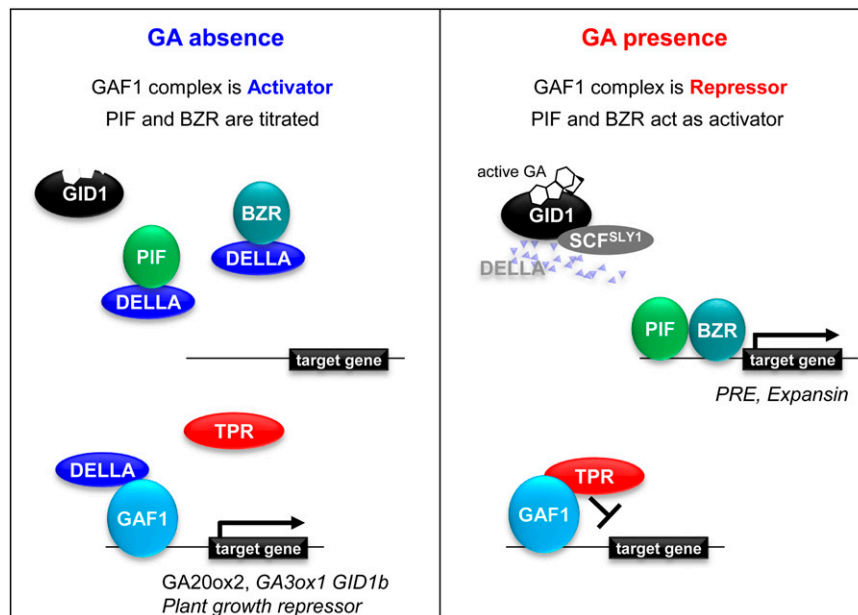 GA absence
GAF1 complex is Activator
PIF and BZR are titrated
GID1
BZR
PIF
DELLA
DELLA
target gene
TPR
DELLA
GAF1
target gene
GA20ox2, GA3ox1 GID1b
Plant growth repressor
GA presence
GAF1 complex is Repressor
PIF and BZR act as activator
active GA
GID1
SCFSLY1
DELLA
PIF
BZR
target gene
PRE, Expansin
TPR
GAF1
target gene